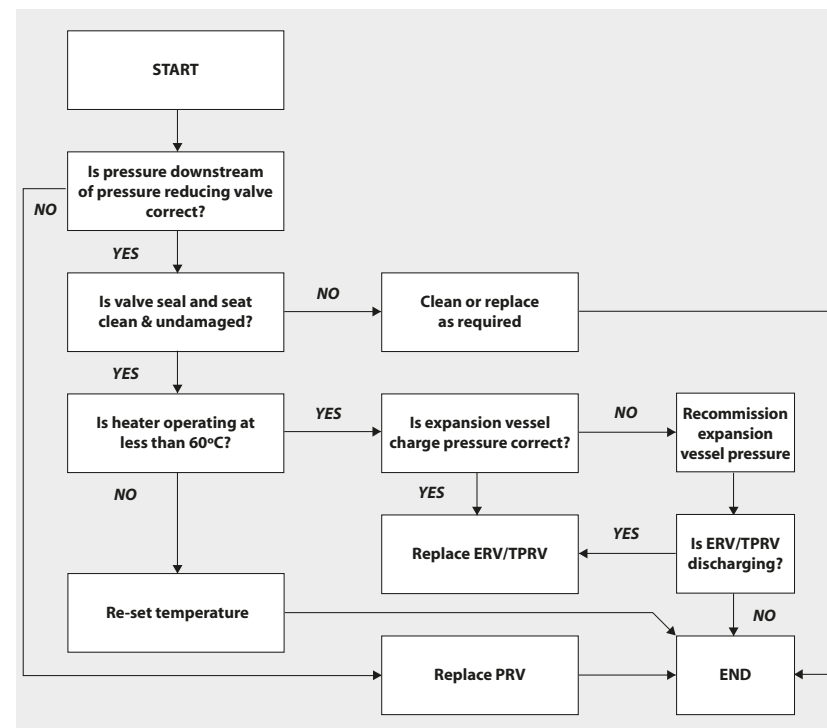 START
Is pressure downstream
of pressure reducing valve
correct?
NO
YES
Is valve seal and seat
clean & undamaged?
NO
Clean or replace
as required
YES
Is heater operating at
less than 60ºC?
YES
Is expansion vessel
charge pressure correct?
NO
Recommission
expansion
vessel pressure
NO
YES
Replace ERV/TPRV
YES
Is ERV/TPRV
discharging?
Re-set temperature
NO
Replace PRV
END